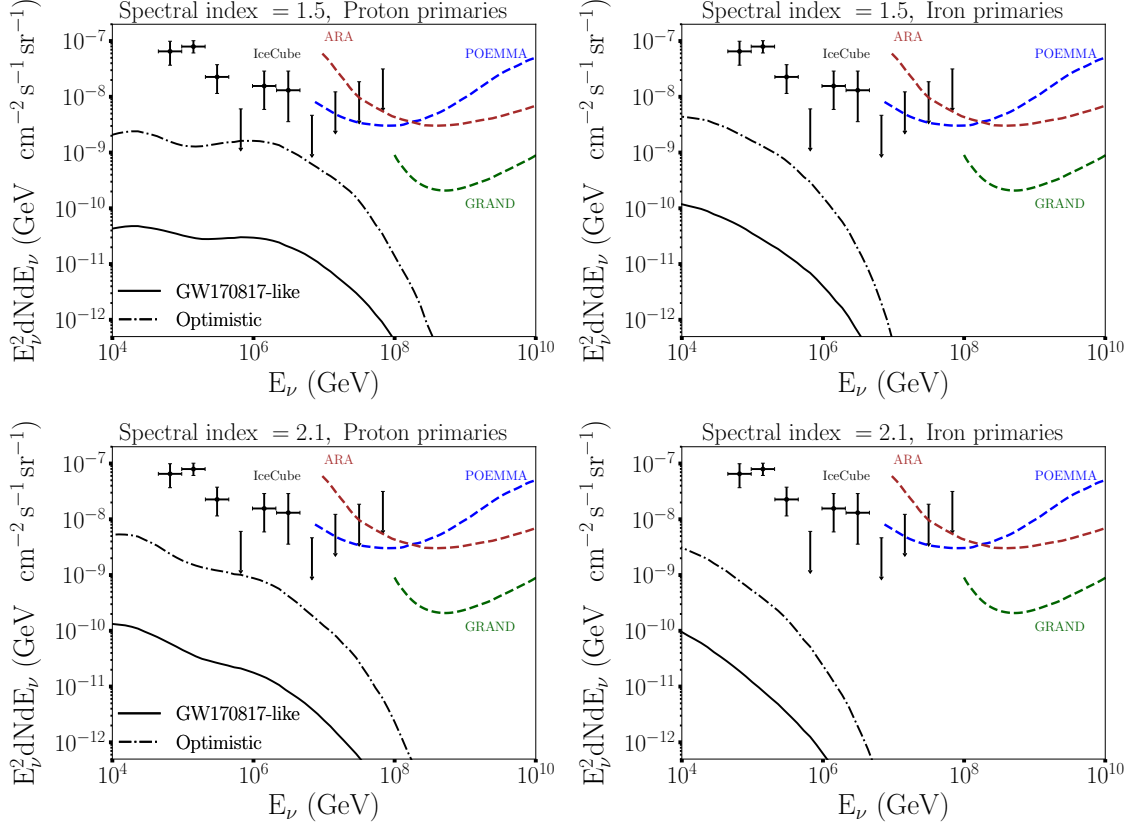 Spectral index = 1.5, Proton primaries
E_ν^2dNdE_ν (GeV cm^−2 s^−1 sr^−1)
10^−7
10^−8
10^−9
10^−10
10^−11
10^−12
ARA
IceCube
POEMMA
GRAND
GW170817-like
Optimistic
10^4 10^6 10^8 10^10
E_ν (GeV)
Spectral index = 1.5, Iron primaries
E_ν^2dNdE_ν (GeV cm^−2 s^−1 sr^−1)
10^−7
10^−8
10^−9
10^−10
10^−11
10^−12
ARA
IceCube
POEMMA
GRAND
10^4 10^6 10^8 10^10
E_ν (GeV)
Spectral index = 2.1, Proton primaries
E_ν^2dNdE_ν (GeV cm^−2 s^−1 sr^−1)
10^−7
10^−8
10^−9
10^−10
10^−11
10^−12
ARA
IceCube
POEMMA
GRAND
GW170817-like
Optimistic
10^4 10^6 10^8 10^10
E_ν (GeV)
Spectral index = 2.1, Iron primaries
E_ν^2dNdE_ν (GeV cm^−2 s^−1 sr^−1)
10^−7
10^−8
10^−9
10^−10
10^−11
10^−12
ARA
IceCube
POEMMA
GRAND
10^4 10^6 10^8 10^10
E_ν (GeV)